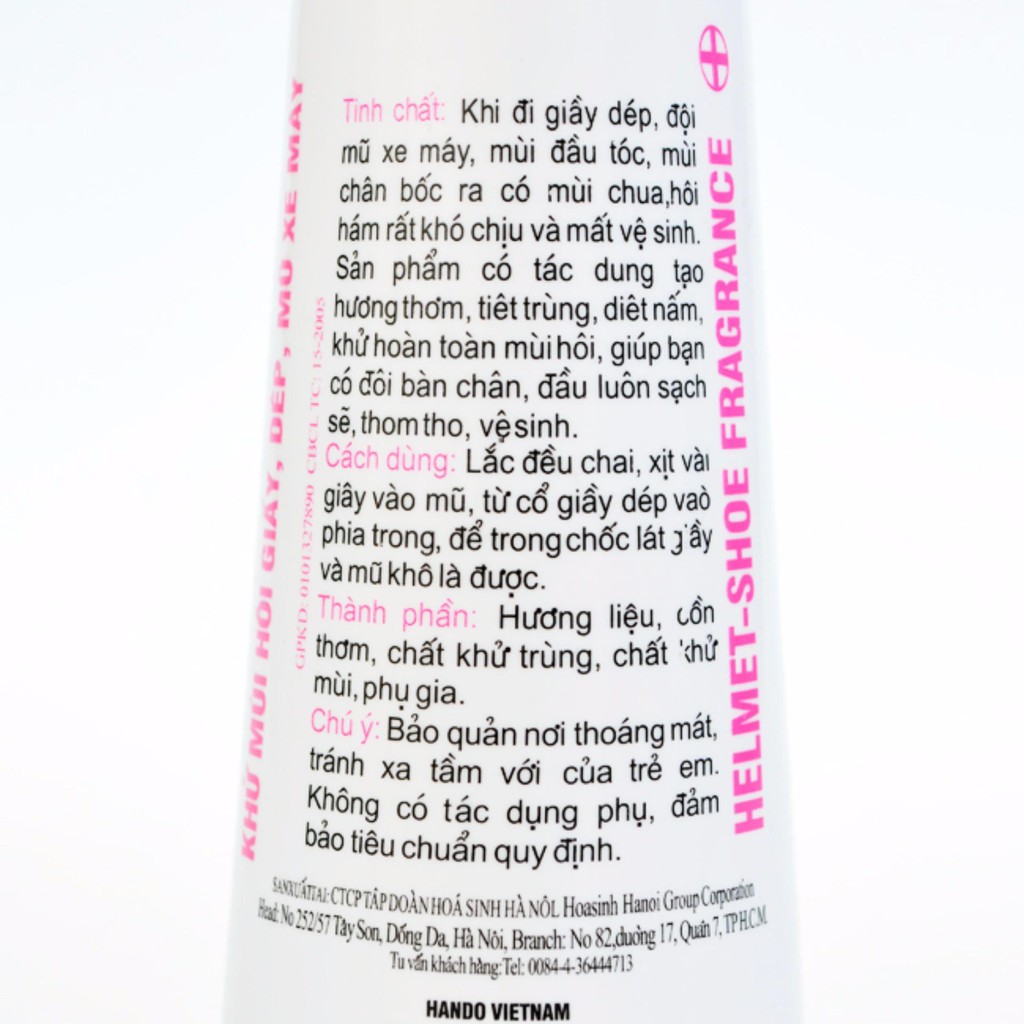 KHỬ MÙI HÔI GIẦY, DÉP, MŨ XE MÁY
GPKD: 0101327890 CBCL TC: 15-2005
Tinh chất: Khi đi giầy dép, đội
mũ xe máy, mùi đầu tóc, mùi
chân bốc ra có mùi chua,hôi
hám rất khó chịu và mất vệ sinh.
Sản phẩm có tác dung tạo
hương thơm, tiêt trùng, diêt nấm,
khử hoàn toàn mùi hôi, giúp bạn
có đôi bàn chân, đầu luôn sạch
sẽ, thom tho, vệ sinh.
Cách dùng: Lắc đều chai, xịt vài
giây vào mũ, từ cổ giầy dép vaò
phia trong, để trong chốc lát giầy
và mũ khô là được.
Thành phần: Hương liệu, cồn
thơm, chất khử trùng, chất khử
mùi, phụ gia.
Chú ý: Bảo quản nơi thoáng mát,
tránh xa tầm với của trẻ em.
Không có tác dụng phụ, đảm
bảo tiêu chuẩn quy định.
HELMET-SHOE FRAGRANCE
SANXUẤTTẠI: CTCP TẬP DOÀN HOÁ SINH HÀ NÔI. Hoasinh Hanoi Group Corporation
Head: No 252/57 Tây Son, Dống Da, Hà Nôi, Branch: No 82,duòng 17, Quân 7, TP H.C.M.
Tu vấn khách hàng:Tel: 0084-4-36444713
HANDO VIETNAM